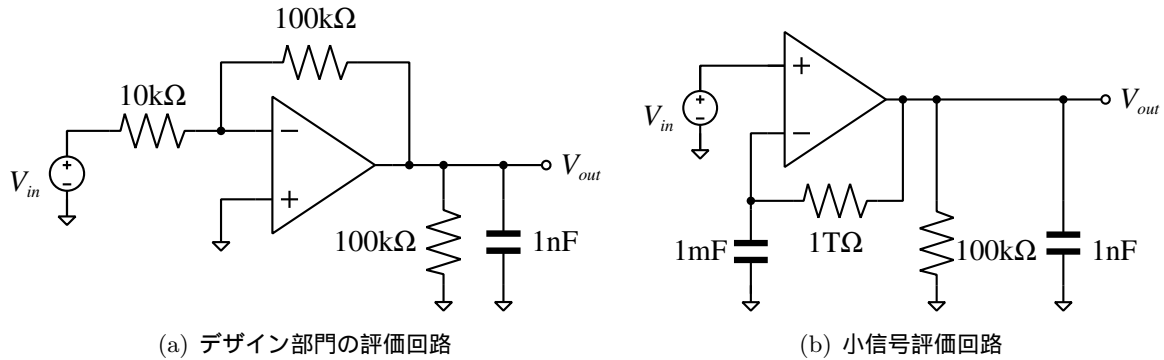 100kΩ
10kΩ
V_in
−
+
V_out
100kΩ
1nF
(a) デザイン部門の評価回路
V_in
+
−
V_out
1TΩ
1mF
100kΩ
1nF
(b) 小信号評価回路